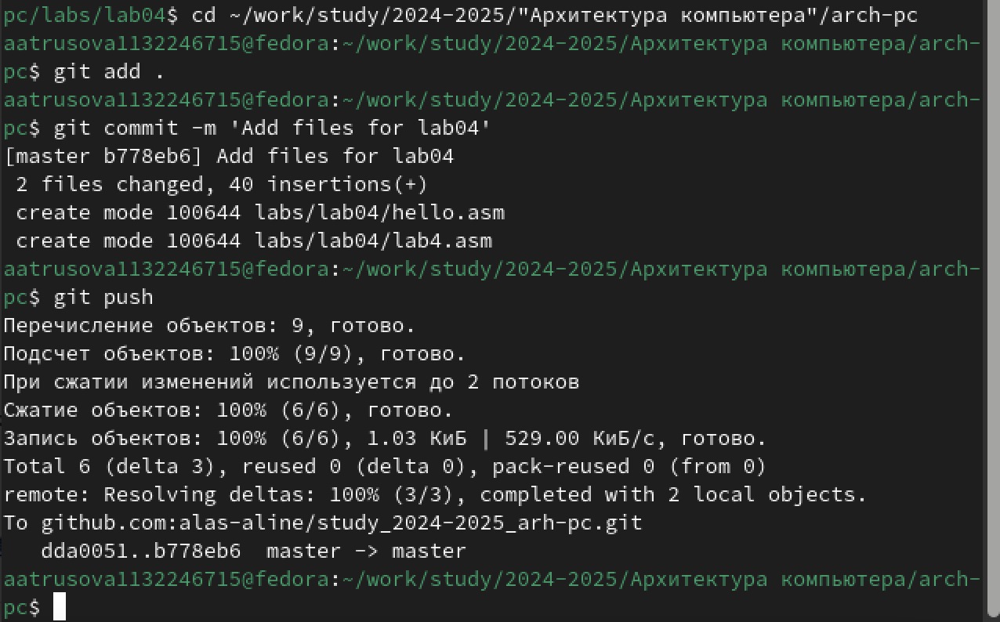 pc/labs/lab04$ cd ~/work/study/2024-2025/"Архитектура компьютера"/arch-pc
aatrusova1132246715@fedora:~/work/study/2024-2025/Архитектура компьютера/arch-
pc$ git add .
aatrusova1132246715@fedora:~/work/study/2024-2025/Архитектура компьютера/arch-
pc$ git commit -m 'Add files for lab04'
[master b778eb6] Add files for lab04
 2 files changed, 40 insertions(+)
 create mode 100644 labs/lab04/hello.asm
 create mode 100644 labs/lab04/lab4.asm
aatrusova1132246715@fedora:~/work/study/2024-2025/Архитектура компьютера/arch-
pc$ git push
Перечисление объектов: 9, готово.
Подсчет объектов: 100% (9/9), готово.
При сжатии изменений используется до 2 потоков
Сжатие объектов: 100% (6/6), готово.
Запись объектов: 100% (6/6), 1.03 КиБ | 529.00 КиБ/с, готово.
Total 6 (delta 3), reused 0 (delta 0), pack-reused 0 (from 0)
remote: Resolving deltas: 100% (3/3), completed with 2 local objects.
To github.com:alas-aline/study_2024-2025_arh-pc.git
   dda0051..b778eb6  master -> master
aatrusova1132246715@fedora:~/work/study/2024-2025/Архитектура компьютера/arch-
pc$